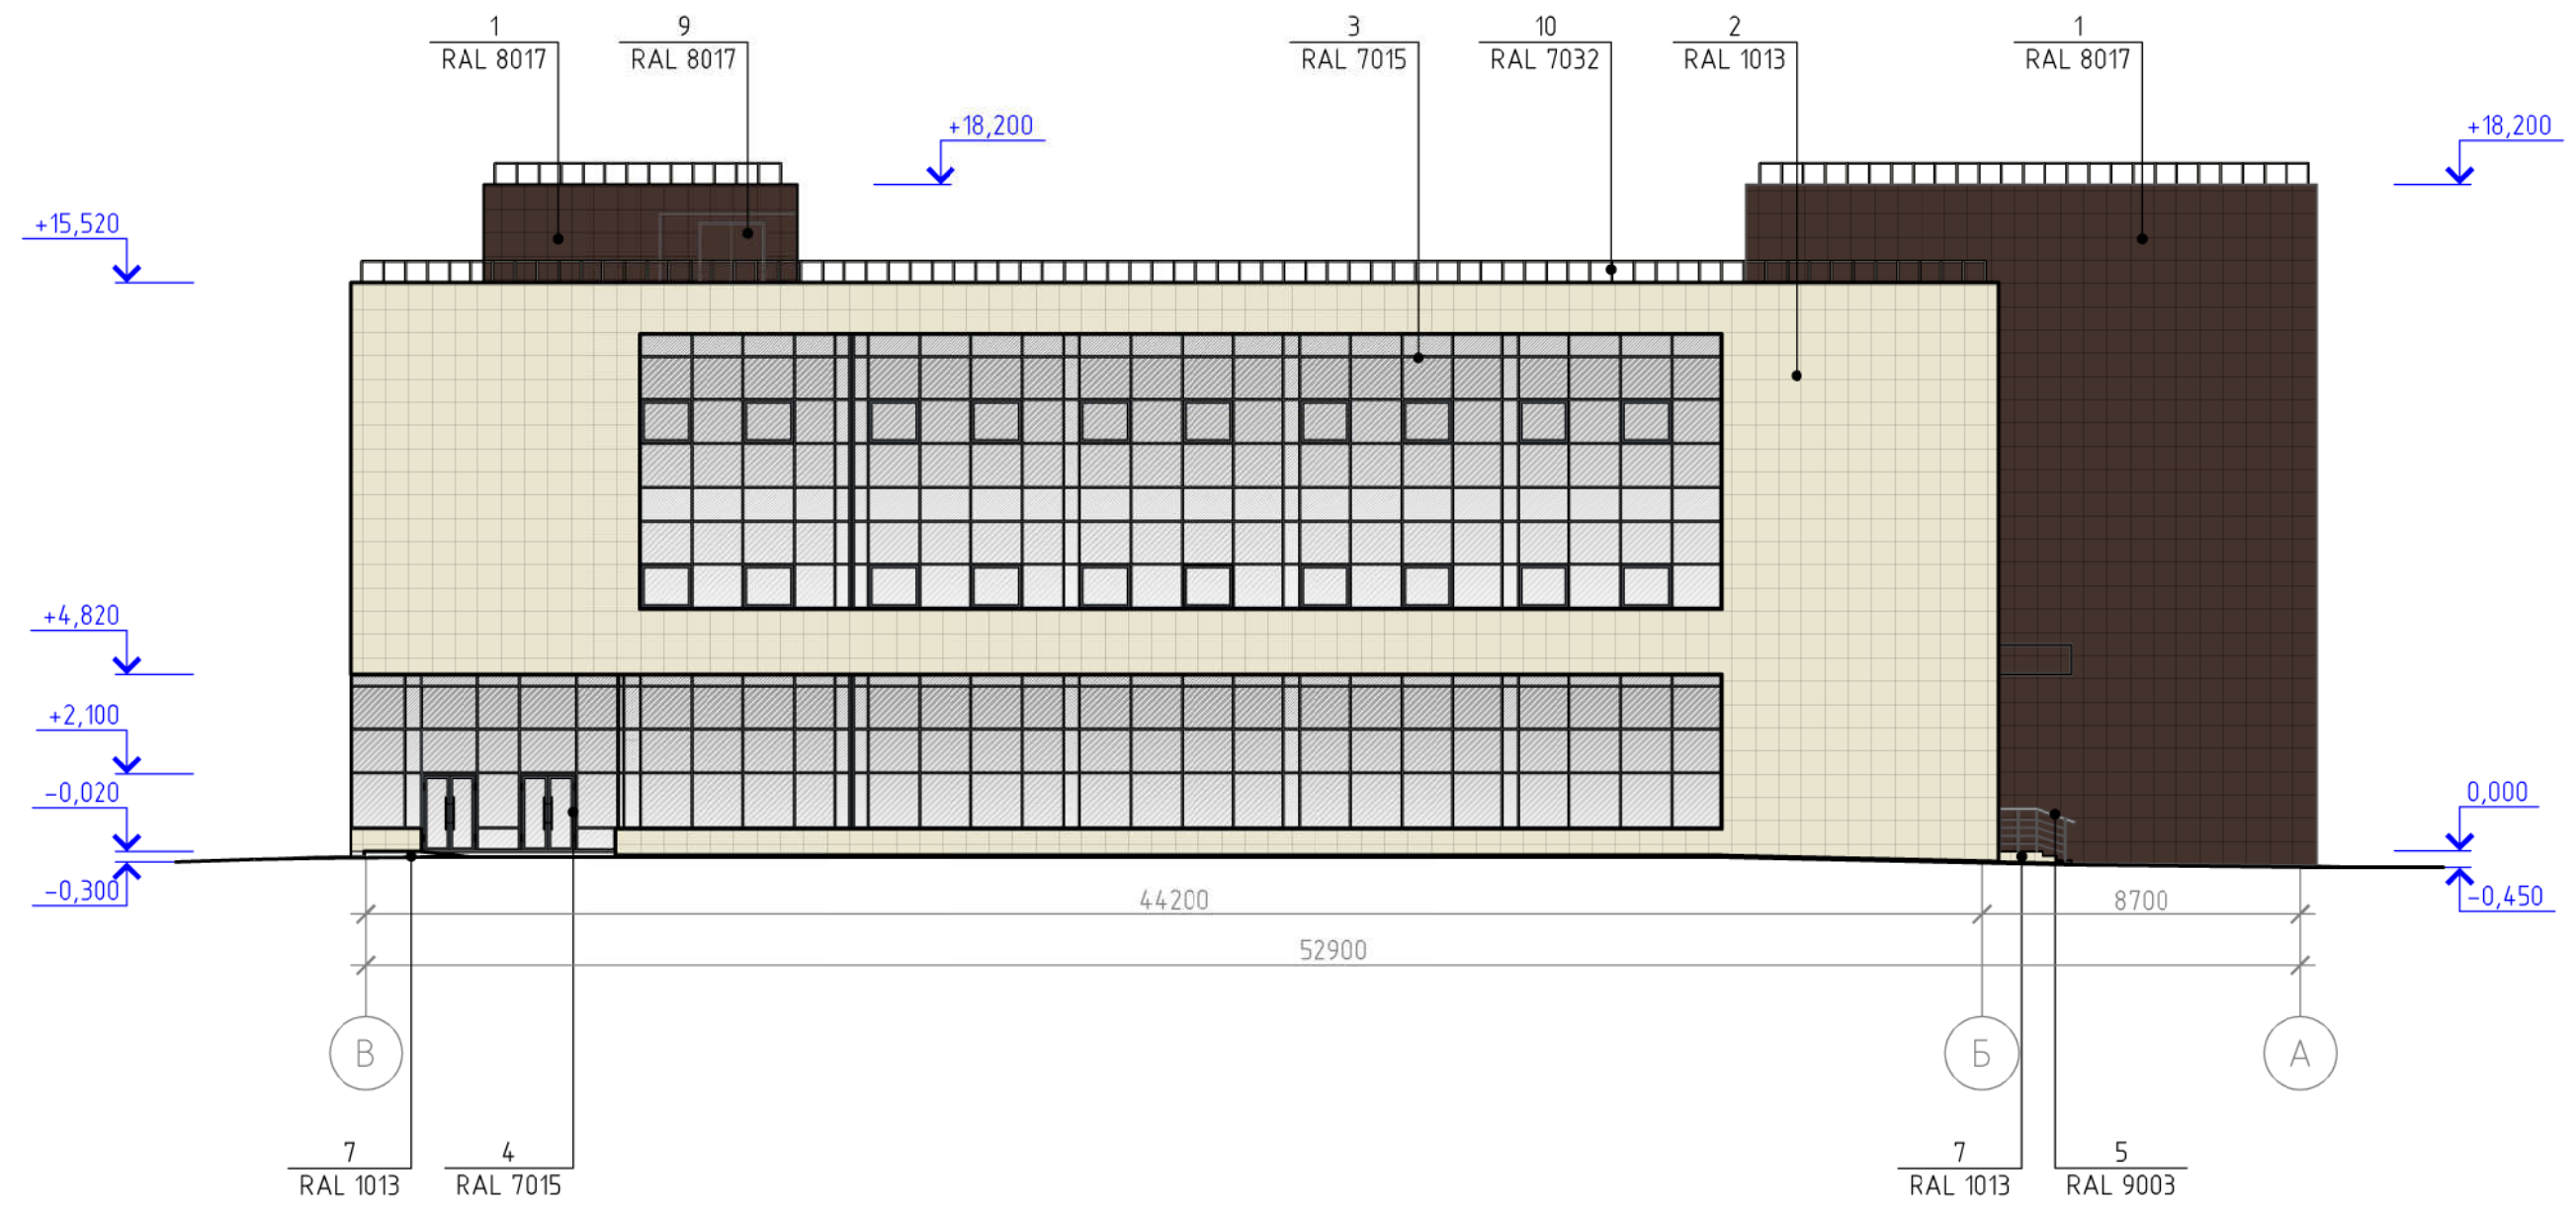 1
RAL 8017
9
RAL 8017
3
RAL 7015
10
RAL 7032
2
RAL 1013
1
RAL 8017
+18,200
+18,200
+15,520
+4,820
+2,100
-0,020
0,000
-0,300
-0,450
44200
8700
52900
В
Б
А
7
RAL 1013
4
RAL 7015
7
RAL 1013
5
RAL 9003